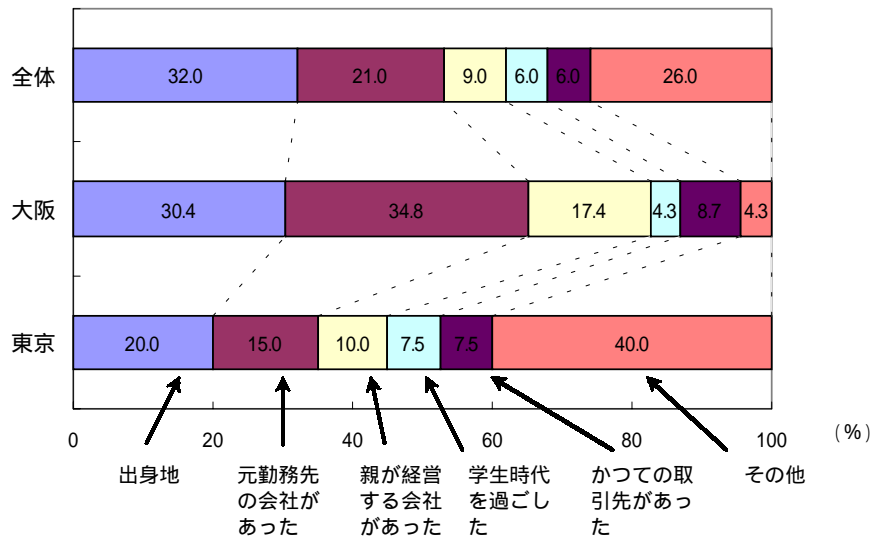 全体
32.0 21.0 9.0 6.0 6.0 26.0
大阪
30.4 34.8 17.4 4.3 8.7 4.3
東京
20.0 15.0 10.0 7.5 7.5 40.0
0 20 40 60 80 100 (%)
出身地
元勤務先
の会社が
あった
親が経営
する会社
があった
学生時代
を過ごし
た
かつての取
引先があっ
た
その他